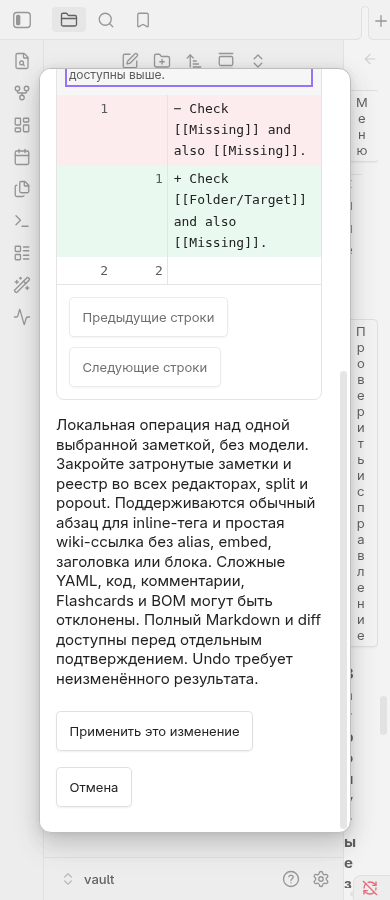 доступны выше.
1 − Check
[[Missing]] and
also [[Missing]].
1 + Check
[[Folder/Target]]
and also
[[Missing]].
2 2
Предыдущие строки
Следующие строки
Локальная операция над одной
выбранной заметкой, без модели.
Закройте затронутые заметки и
реестр во всех редакторах, split и
popout. Поддерживаются обычный
абзац для inline-тега и простая
wiki-ссылка без alias, embed,
заголовка или блока. Сложные
YAML, код, комментарии,
Flashcards и BOM могут быть
отклонены. Полный Markdown и diff
доступны перед отдельным
подтверждением. Undo требует
неизменённого результата.
Применить это изменение
Отмена
vault
Меню
Проверить исправление